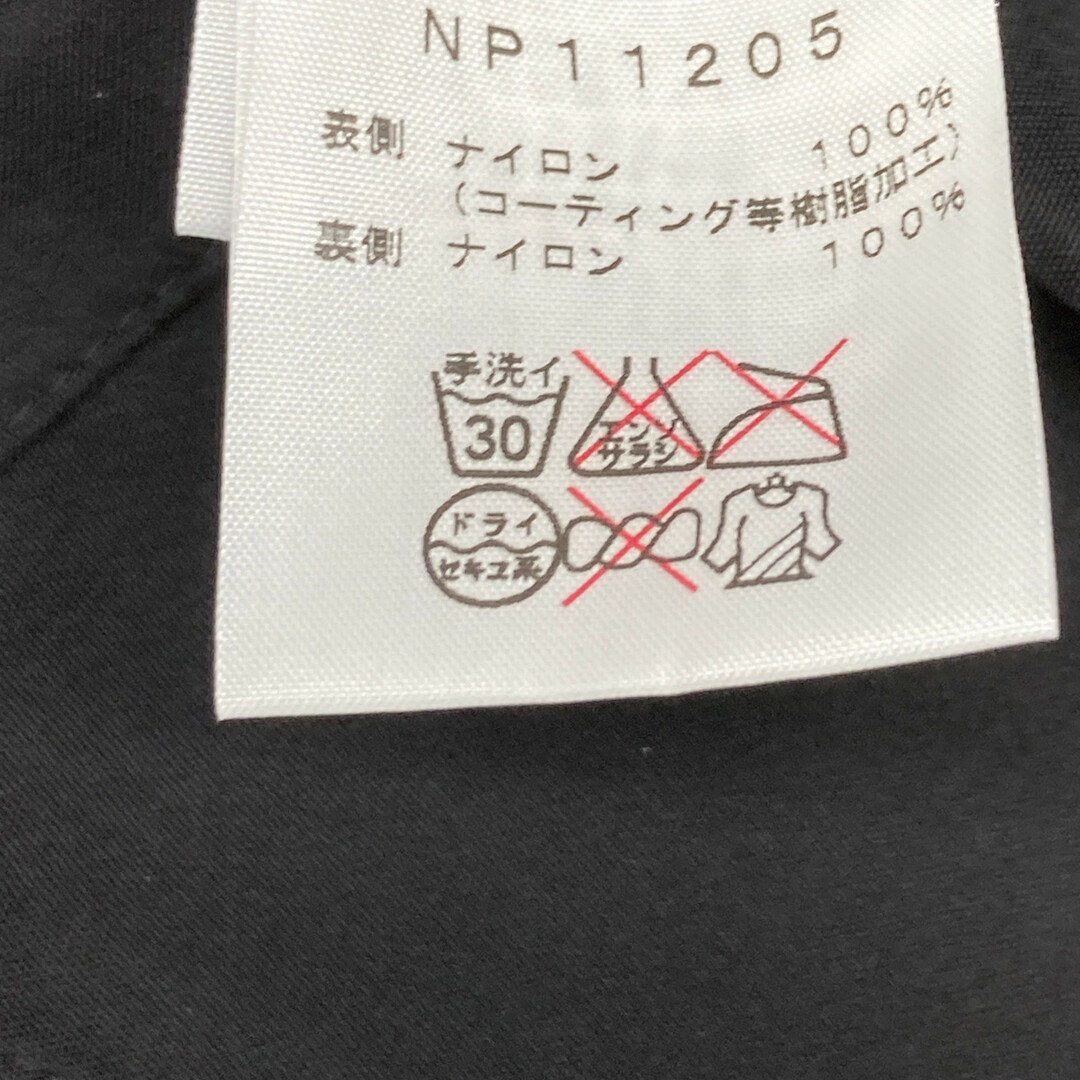 NP11205
表側 ナイロン 100%
(コーティング等樹脂加工)
裏側 ナイロン 100%
手洗イ
30
エンソ
サラシ
ドライ
セキユ系